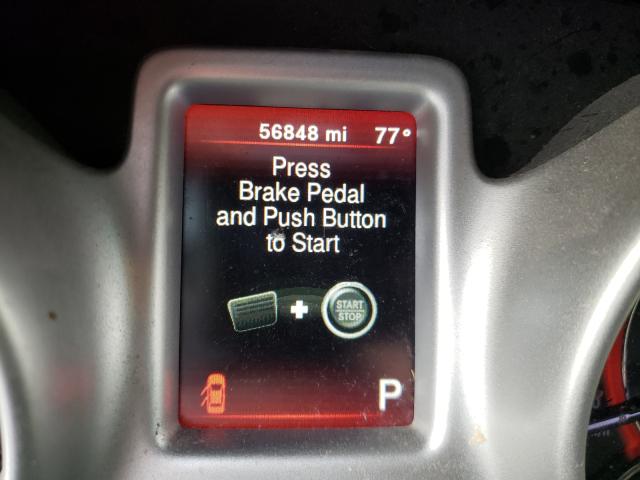 56848 mi 77°
Press
Brake Pedal
and Push Button
to Start
START
STOP
P